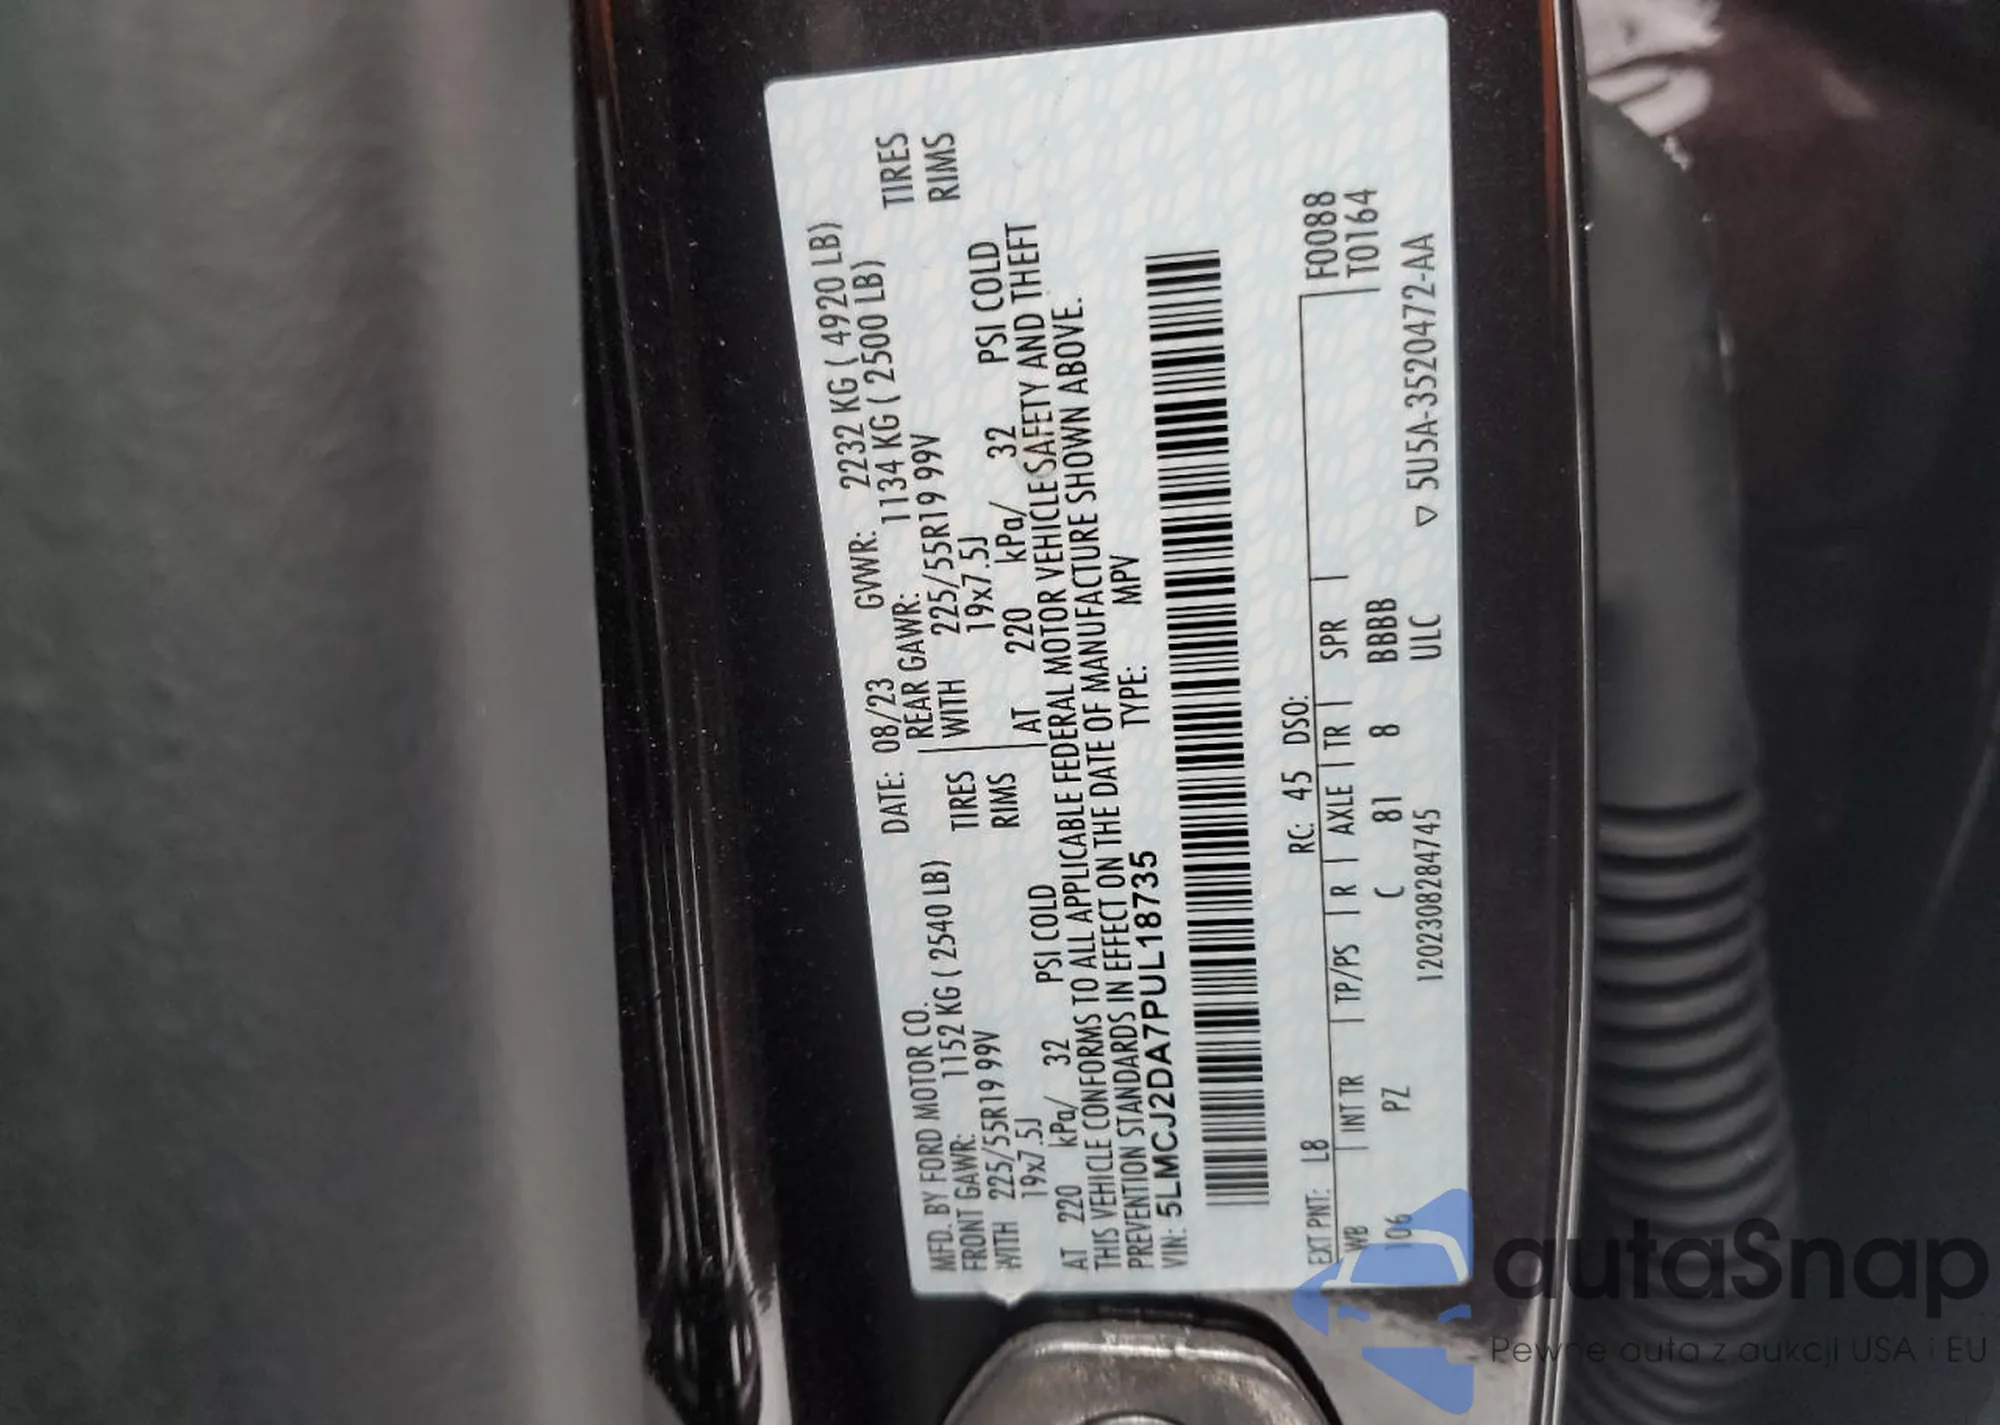 MFD. BY FORD MOTOR CO. DATE: 08/23 GVWR: 2232 KG ( 4920 LB)
FRONT GAWR: 1152 KG ( 2540 LB) REAR GAWR: 1134 KG ( 2500 LB)
WITH 225/55R19 99V TIRES WITH 225/55R19 99V TIRES
19x7.5J RIMS 19x7.5J RIMS
AT 220 kPa/ 32 PSI COLD AT 220 kPa/ 32 PSI COLD
THIS VEHICLE CONFORMS TO ALL APPLICABLE FEDERAL MOTOR VEHICLE SAFETY AND THEFT
PREVENTION STANDARDS IN EFFECT ON THE DATE OF MANUFACTURE SHOWN ABOVE.
VIN: 5LMCJ2DA7PUL18735 TYPE: MPV
EXT PNT: L8 RC: 45 DSO:
WB INT TR TP/PS R AXLE TR SPR F0088
106 PZ C 81 8 BBBB T0164
1202308284745 ULC
▽ 5U5A-3520472-AA
autaSnap
Pewne auta z aukcji USA i EU